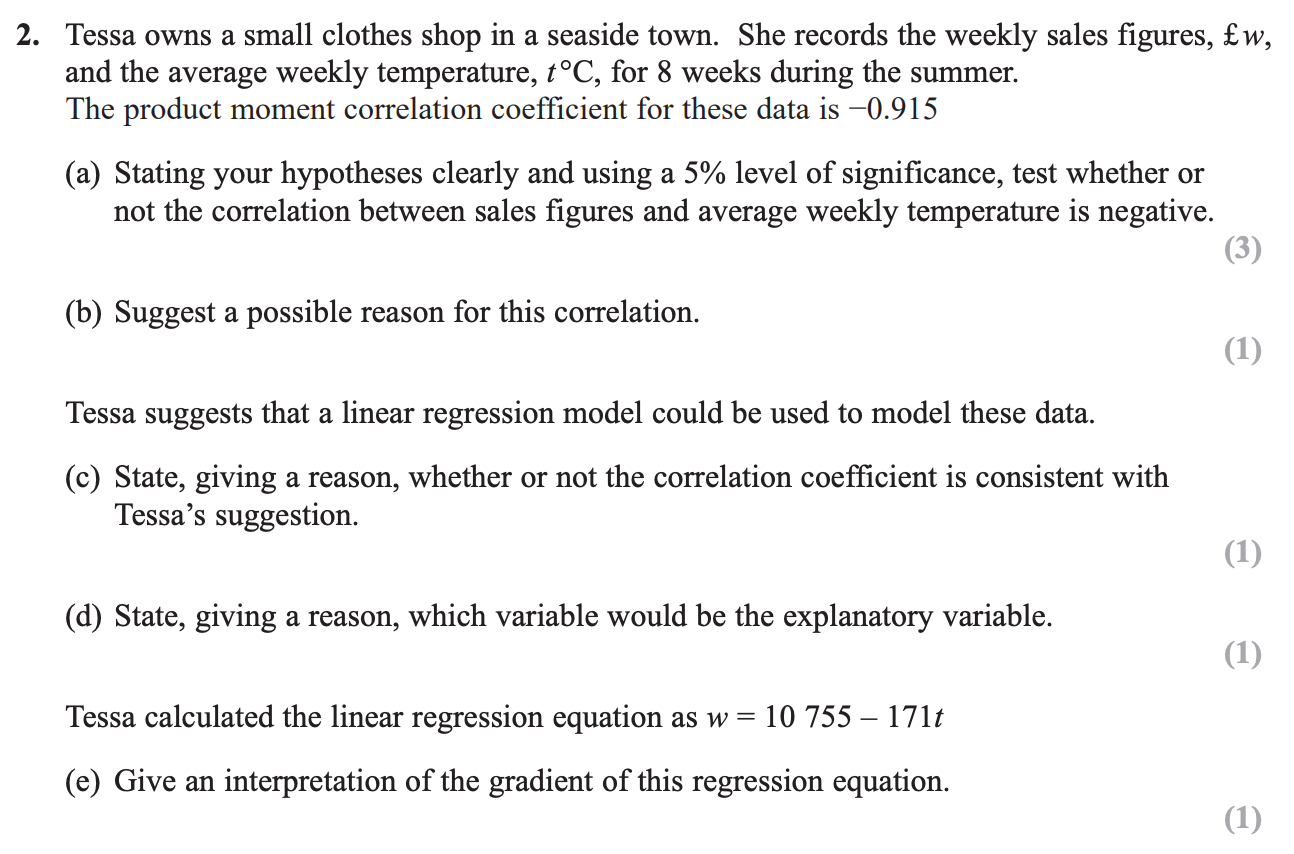 2. Tessa owns a small clothes shop in a seaside town. She records the weekly sales figures, £w,
and the average weekly temperature, t°C, for 8 weeks during the summer.
The product moment correlation coefficient for these data is −0.915
(a) Stating your hypotheses clearly and using a 5% level of significance, test whether or
not the correlation between sales figures and average weekly temperature is negative.
(3)
(b) Suggest a possible reason for this correlation.
(1)
Tessa suggests that a linear regression model could be used to model these data.
(c) State, giving a reason, whether or not the correlation coefficient is consistent with
Tessa’s suggestion.
(1)
(d) State, giving a reason, which variable would be the explanatory variable.
(1)
Tessa calculated the linear regression equation as w = 10 755 – 171t
(e) Give an interpretation of the gradient of this regression equation.
(1)